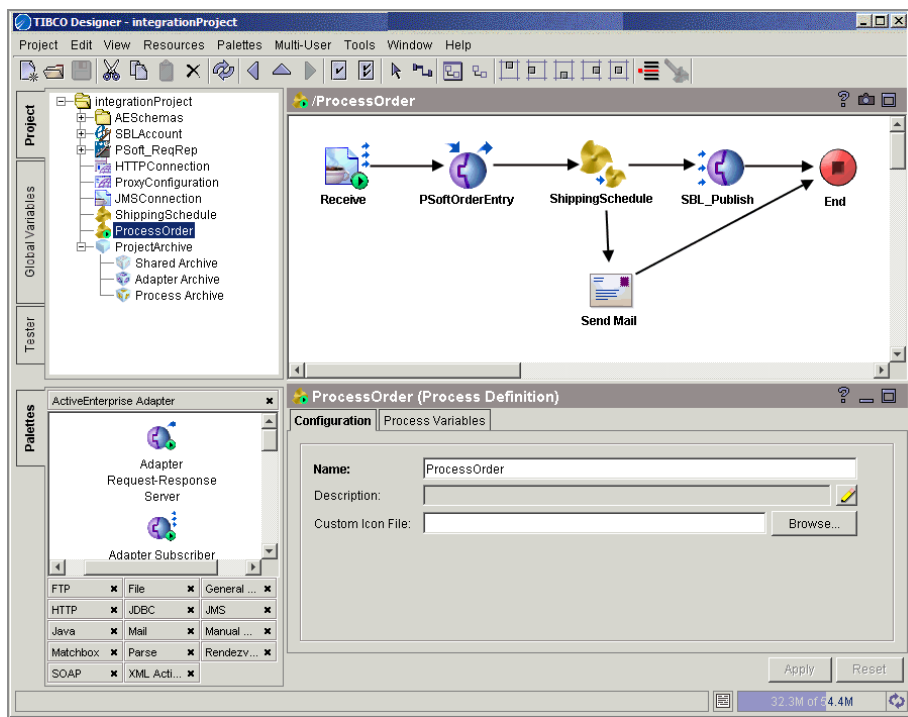 TIBCO Designer - integrationProject
Project Edit View Resources Palettes Multi-User Tools Window Help
Project
Global Variables
Tester
integrationProject
AESchemas
SBLAccount
PSoft_ReqRep
HTTPConnection
ProxyConfiguration
JMSConnection
ShippingSchedule
ProcessOrder
ProjectArchive
Shared Archive
Adapter Archive
Process Archive
/ProcessOrder
Receive PSoftOrderEntry ShippingSchedule SBL_Publish End
Send Mail
Palettes
ActiveEnterprise Adapter
Adapter
Request-Response
Server
Adapter Subscriber
FTP File General ...
HTTP JDBC JMS
Java Mail Manual ...
Matchbox Parse Rendezv...
SOAP XML Acti...
ProcessOrder (Process Definition)
Configuration Process Variables
Name: ProcessOrder
Description:
Custom Icon File: Browse...
Apply Reset
32.3M of 54.4M